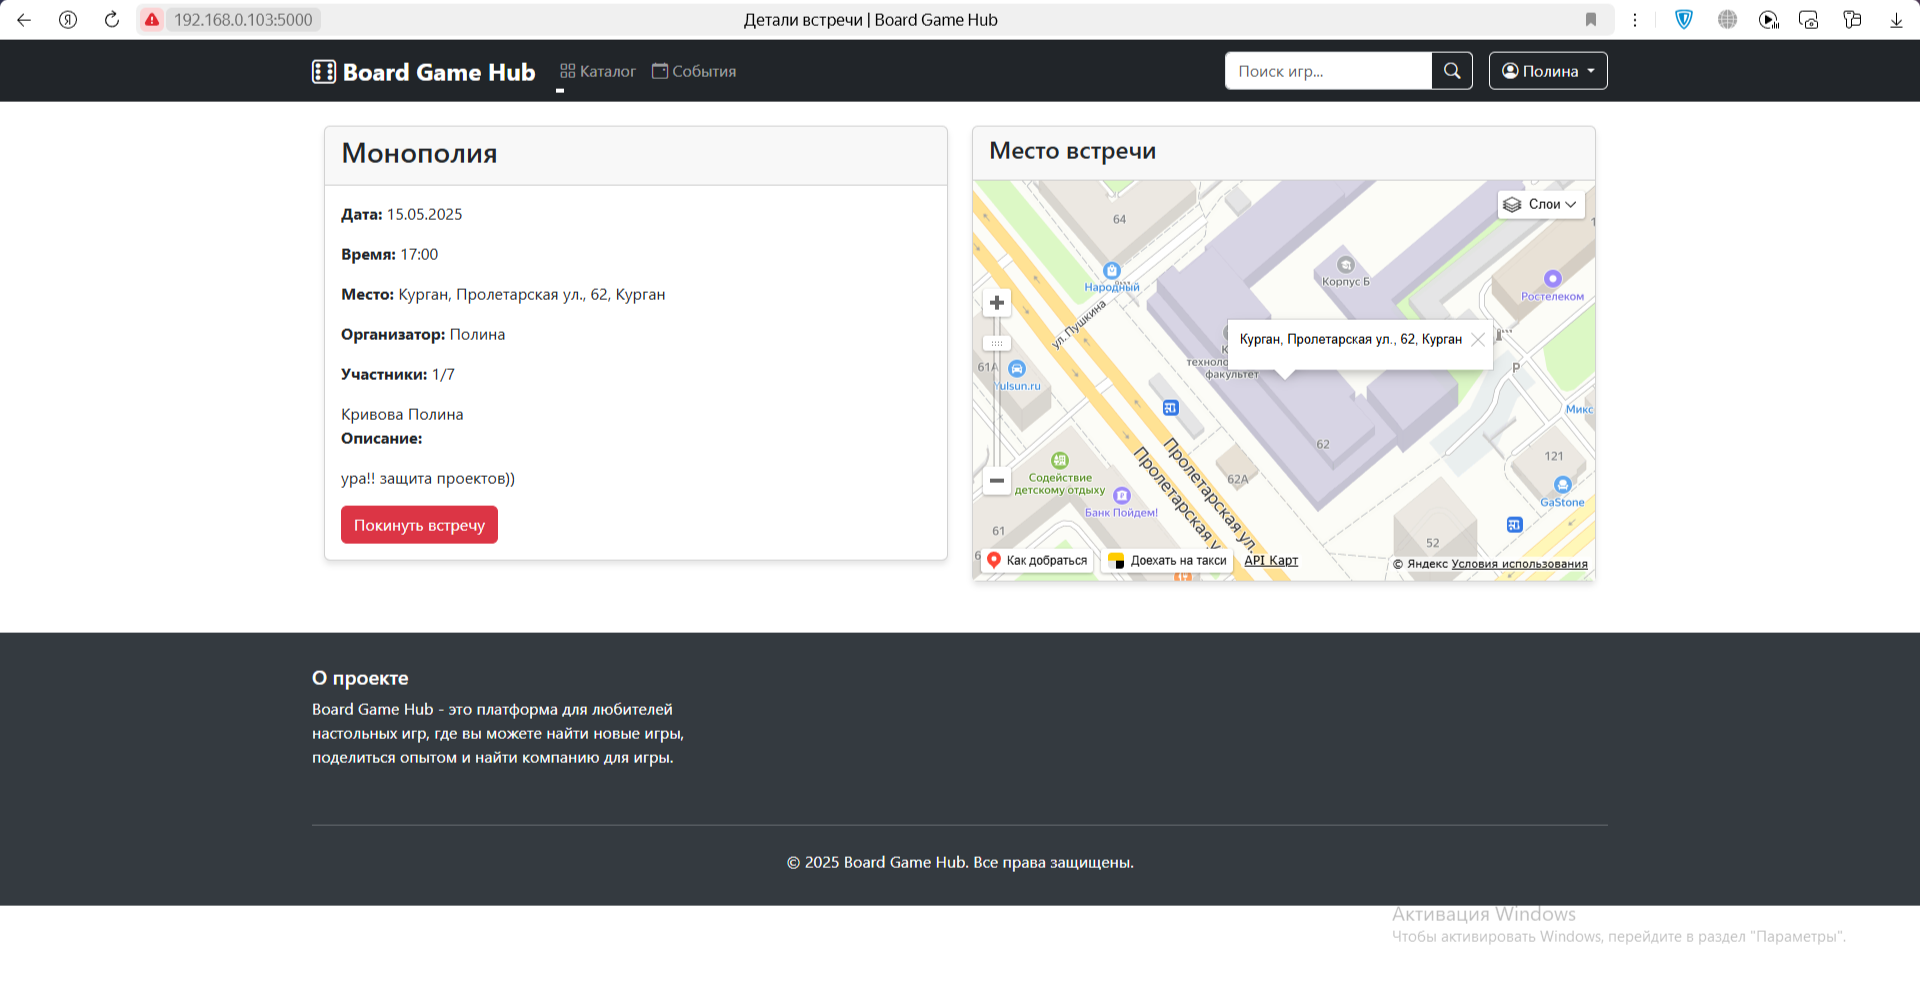 192.168.0.103:5000
Детали встречи | Board Game Hub
Board Game Hub
Каталог
События
Поиск игр...
Полина
Монополия
Дата: 15.05.2025
Время: 17:00
Место: Курган, Пролетарская ул., 62, Курган
Организатор: Полина
Участники: 1/7
Кривова Полина
Описание:
ура!! защита проектов))
Покинуть встречу
Место встречи
Слои
64
Народный
ул. Пушкина
Корпус Б
Ростелеком
Курган, Пролетарская ул., 62, Курган
факультет
61А
Yulsun.ru
P
Микс
62
62А
121
GaStone
Содействие
детскому отдыху
Банк Пойдем!
Пролетарская ул.
61
52
Как добраться
Доехать на такси
API Карт
© Яндекс Условия использования
О проекте
Board Game Hub - это платформа для любителей
настольных игр, где вы можете найти новые игры,
поделиться опытом и найти компанию для игры.
© 2025 Board Game Hub. Все права защищены.
Активация Windows
Чтобы активировать Windows, перейдите в раздел "Параметры".